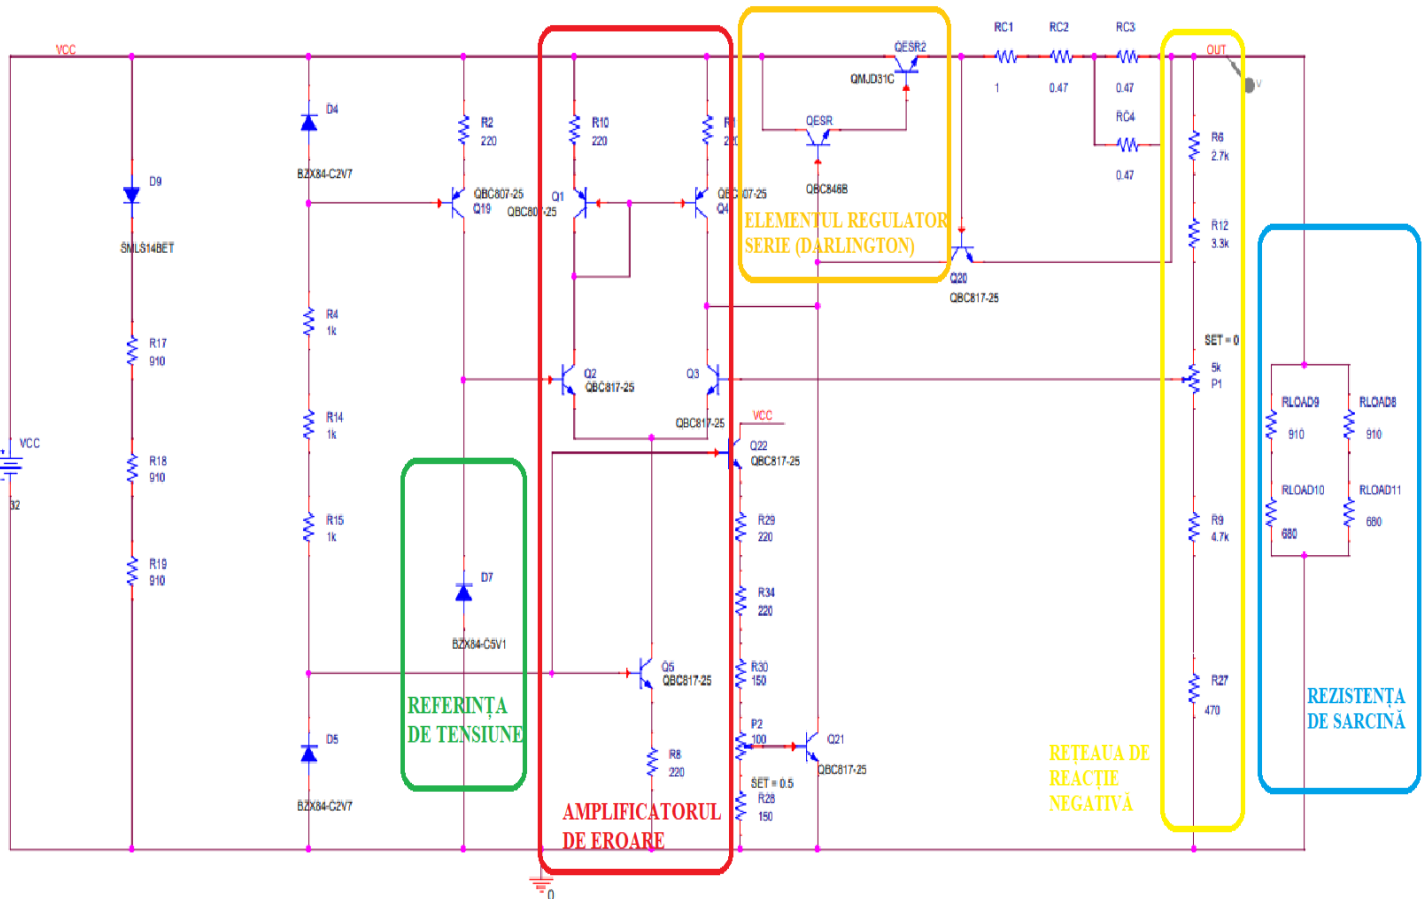 VCC
D9
SMLS14BET
R17
910
R18
910
R19
910
VCC
32
D4
BZX84-C2V7
R4
1k
R14
1k
R15
1k
D5
BZX84-C2V7
R2
220
QBC807-25
Q19
D7
BZX84-C5V1
REFERINȚA
DE TENSIUNE
R10
220
Q1
QBC807-25
R1
220
QBC807-25
Q4
Q2
QBC817-25
Q3
QBC817-25
Q5
QBC817-25
R8
220
AMPLIFICATORUL
DE EROARE
0
VCC
Q22
QBC817-25
R29
220
R34
220
R30
150
P2
100
SET = 0.5
R28
150
Q21
QBC817-25
QESR2
QMJD31C
QESR
QBC846B
ELEMENTUL REGULATOR
SERIE (DARLINGTON)
Q20
QBC817-25
RC1
1
RC2
0.47
RC3
0.47
RC4
0.47
OUT
V
R6
2.7k
R12
3.3k
SET = 0
5k
P1
R9
4.7k
R27
470
REȚEAUA DE
REACȚIE
NEGATIVĂ
RLOAD9
910
RLOAD8
910
RLOAD10
680
RLOAD11
680
REZISTENȚA
DE SARCINĂ